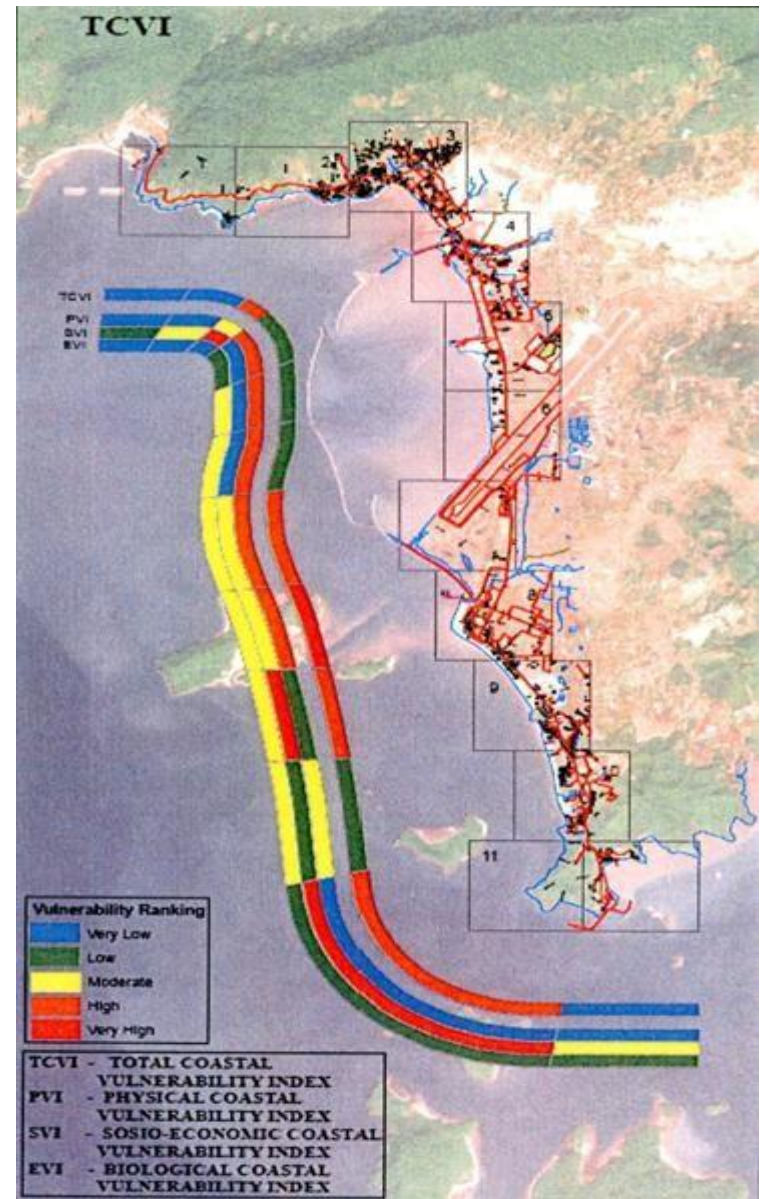 TCVI
3
2
4
5
6
8
9
10
11
TCVI
PVI
SVI
EVI
Vulnerability Ranking
Very Low
Low
Moderate
High
Very High
TCVI - TOTAL COASTAL
VULNERABILITY INDEX
PVI - PHYSICAL COASTAL
VULNERABILITY INDEX
SVI - SOSIO-ECONOMIC COASTAL
VULNERABILITY INDEX
EVI - BIOLOGICAL COASTAL
VULNERABILITY INDEX